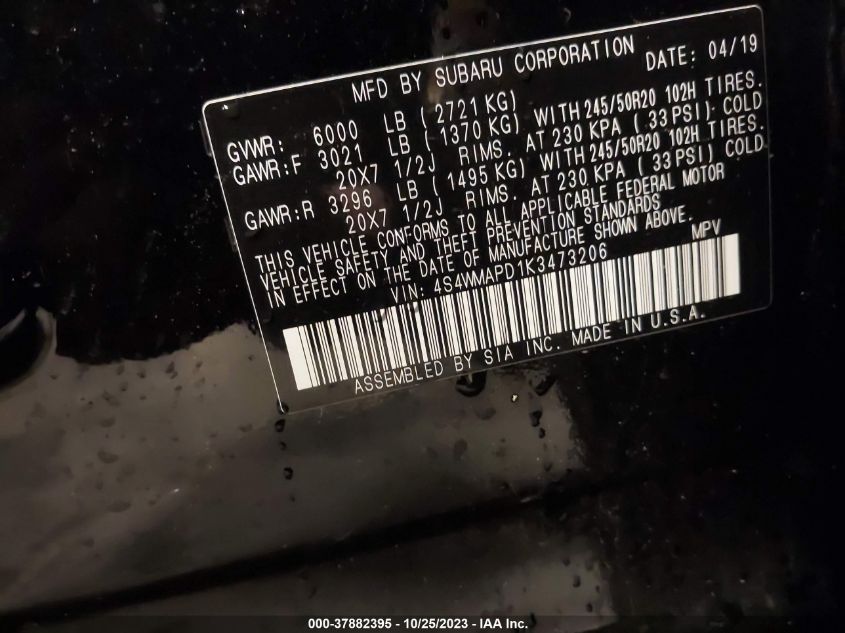 MFD BY SUBARU CORPORATION DATE: 04/19
GVWR: 6000 LB ( 2721 KG)
GAWR:F 3021 LB ( 1370 KG) WITH 245/50R20 102H TIRES.
20X7 1/2J RIMS. AT 230 KPA ( 33 PSI) COLD
GAWR:R 3296 LB ( 1495 KG) WITH 245/50R20 102H TIRES.
20X7 1/2J RIMS. AT 230 KPA ( 33 PSI) COLD
THIS VEHICLE CONFORMS TO ALL APPLICABLE FEDERAL MOTOR
VEHICLE SAFETY AND THEFT PREVENTION STANDARDS
IN EFFECT ON THE DATE OF MANUFACTURE SHOWN ABOVE.
VIN: 4S4WMAPD1K3473206 MPV
ASSEMBLED BY SIA INC. MADE IN U.S.A.
000-37882395 - 10/25/2023 - IAA Inc.